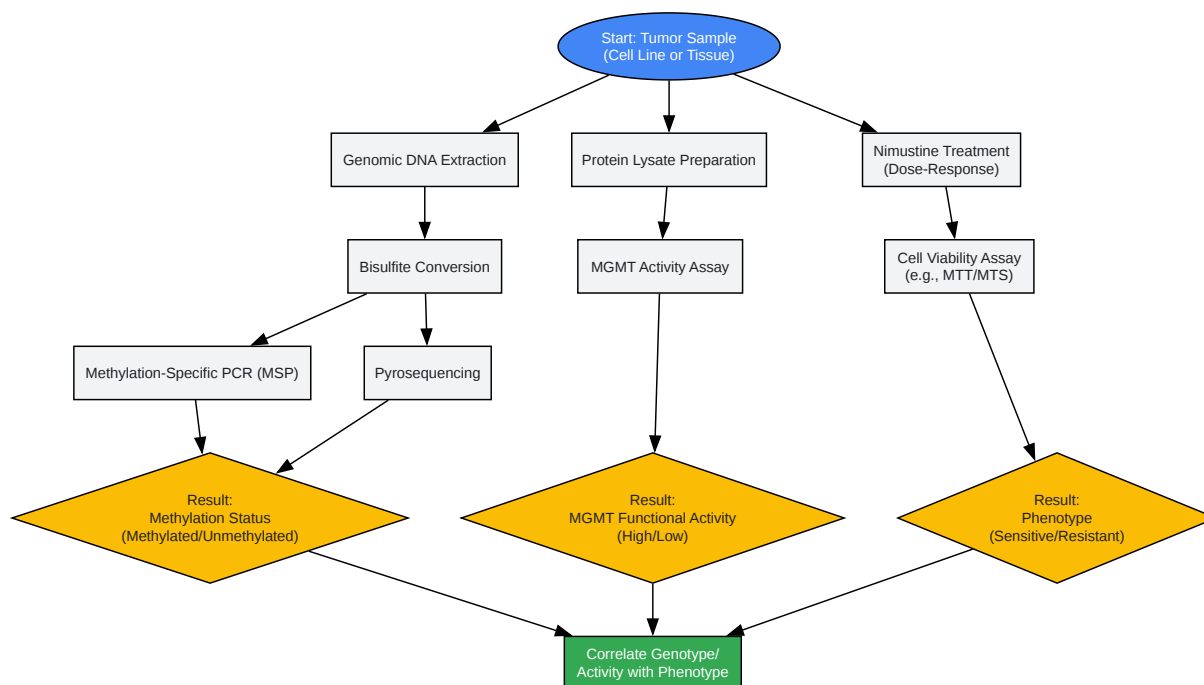 Start: Tumor Sample
(Cell Line or Tissue)
Genomic DNA Extraction
Protein Lysate Preparation
Nimustine Treatment
(Dose-Response)
Bisulfite Conversion
MGMT Activity Assay
Cell Viability Assay
(e.g., MTT/MTS)
Methylation-Specific PCR (MSP)
Pyrosequencing
Result:
Methylation Status
(Methylated/Unmethylated)
Result:
MGMT Functional Activity
(High/Low)
Result:
Phenotype
(Sensitive/Resistant)
Correlate Genotype/
Activity with Phenotype